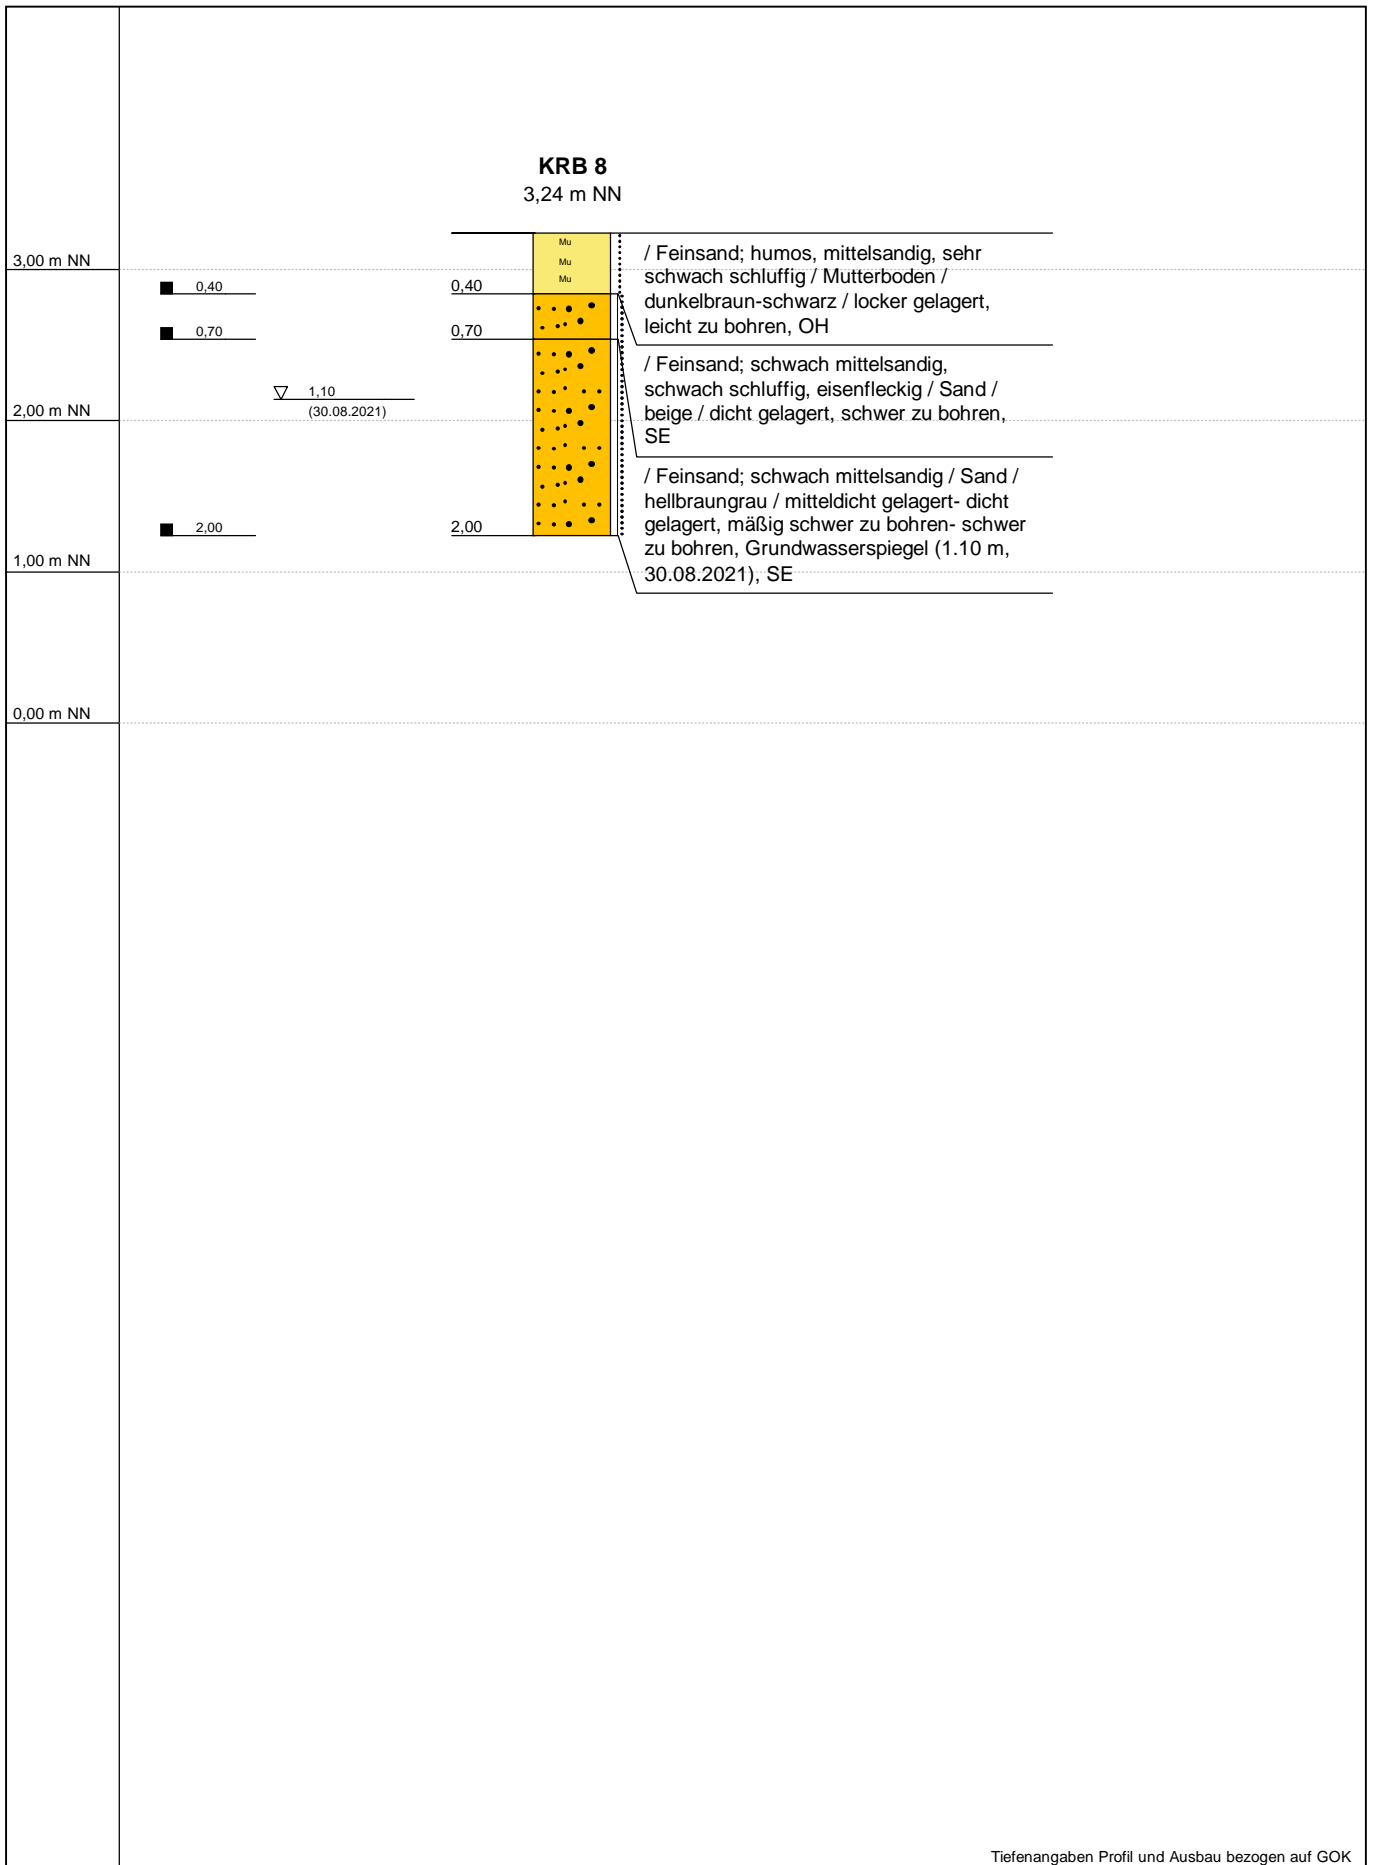 KRB 8
3,24 m NN
Mu
Mu
Mu
3,00 m NN
0,40
0,40
0,70
0,70
1,10
(30.08.2021)
2,00 m NN
2,00
2,00
1,00 m NN
0,00 m NN
/ Feinsand; humos, mittelsandig, sehr
schwach schluffig / Mutterboden /
dunkelbraun-schwarz / locker gelagert,
leicht zu bohren, OH
/ Feinsand; schwach mittelsandig,
schwach schluffig, eisenfleckig / Sand /
beige / dicht gelagert, schwer zu bohren,
SE
/ Feinsand; schwach mittelsandig / Sand /
hellbraungrau / mitteldicht gelagert- dicht
gelagert, mäßig schwer zu bohren- schwer
zu bohren, Grundwasserspiegel (1.10 m,
30.08.2021), SE
Tiefenangaben Profil und Ausbau bezogen auf GOK